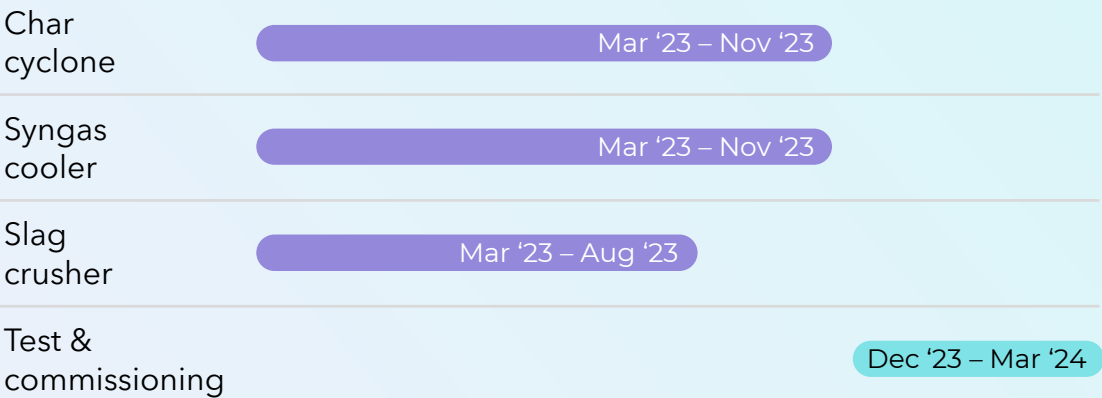 Char
cyclone
Mar ‘23 – Nov ‘23
Syngas
cooler
Mar ‘23 – Nov ‘23
Slag
crusher
Mar ‘23 – Aug ‘23
Test &
commissioning
Dec ‘23 – Mar ‘24